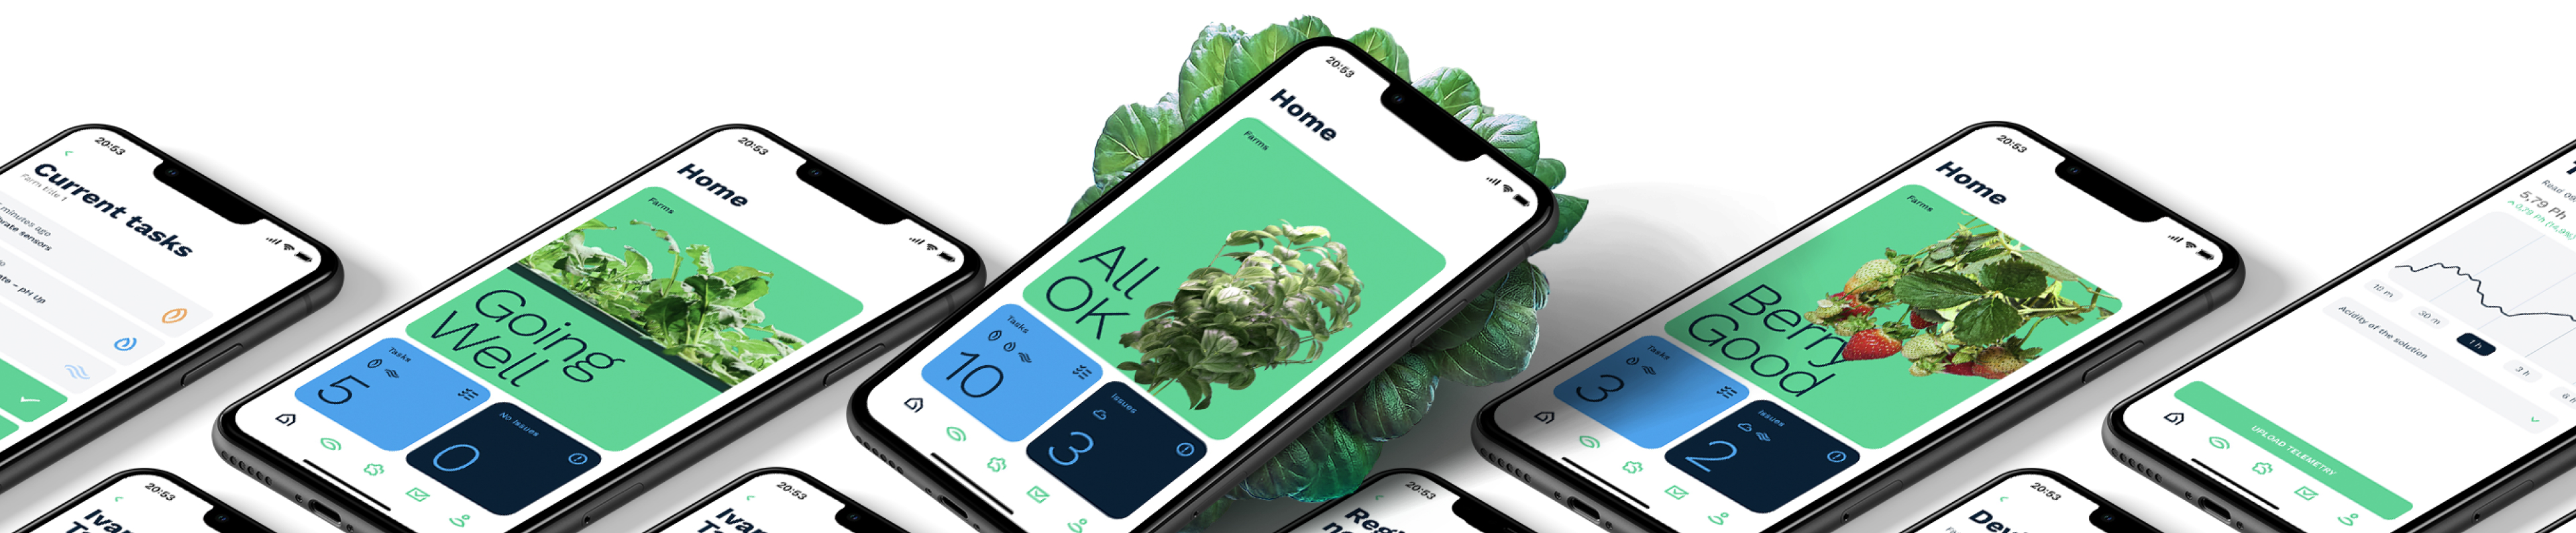 20:53
Current tasks
Farm title 1
minutes ago
brate sensors
ate – pH Up
20:53
Home
Farms
Going
Well
Tasks
5
No Issues
0
20:53
Home
Farms
All
OK
Tasks
10
Issues
3
20:53
Home
Farms
Berry
Good
Tasks
3
Issues
2
5,79 Ph
10 m
30 m
1 h
3 h
6 h
Acidity of the solution
UPLOAD TELEMETRY
20:53
Ivan
20:53
Ivan
20:53
Regi
20:53
Dev